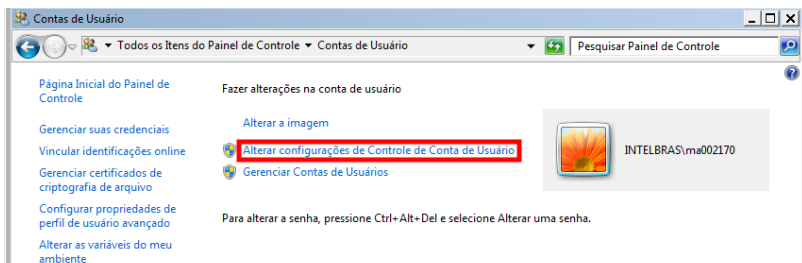 Contas de Usuário
Todos os Itens do Painel de Controle Contas de Usuário
Pesquisar Painel de Controle
Página Inicial do Painel de
Controle
Gerenciar suas credenciais
Vincular identificações online
Gerenciar certificados de
criptografia de arquivo
Configurar propriedades de
perfil de usuário avançado
Alterar as variáveis do meu
ambiente
Fazer alterações na conta de usuário
Alterar a imagem
Alterar configurações de Controle de Conta de Usuário
Gerenciar Contas de Usuários
INTELBRAS\ma002170
Para alterar a senha, pressione Ctrl+Alt+Del e selecione Alterar uma senha.